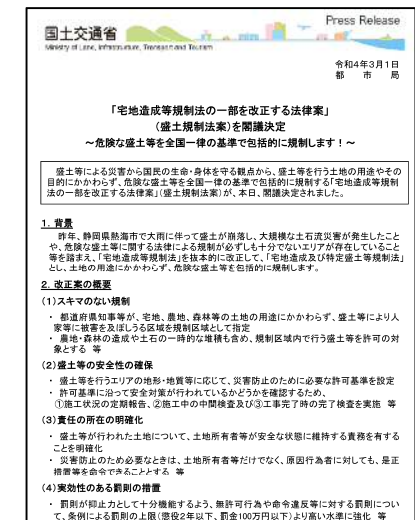 Press Release
国土交通省
Ministry of Land, Infrastructure, Transport and Tourism
令和4年3月1日
都市局
「宅地造成等規制法の一部を改正する法律案」
（盛土規制法案）を閣議決定
～危険な盛土等を全国一律の基準で包括的に規制します！～
盛土等による災害から国民の生命・身体を守る観点から、盛土等を行う土地の用途やその
目的にかかわらず、危険な盛土等を全国一律の基準で包括的に規制する「宅地造成等規制
法の一部を改正する法律案」（盛土規制法案）が、本日、閣議決定されました。
1. 背景
昨年、静岡県熱海市で大雨に伴って盛土が崩落し、大規模な土石流災害が発生したこと
や、危険な盛土等に関する法律による規制が必ずしも十分でないエリアが存在していること
等を踏まえ、「宅地造成等規制法」を抜本的に改正して、「宅地造成及び特定盛土等規制法」
とし、土地の用途にかかわらず、危険な盛土等を包括的に規制します。
2. 改正案の概要
（1）スキマのない規制
・ 都道府県知事等が、宅地、農地、森林等の土地の用途にかかわらず、盛土等により人
家等に被害を及ぼしうる区域を規制区域として指定
・ 農地・森林の造成や土石の一時的な堆積も含め、規制区域内で行う盛土等を許可の対
象とする 等
（2）盛土等の安全性の確保
・ 盛土等を行うエリアの地形・地質等に応じて、災害防止のために必要な許可基準を設定
・ 許可基準に沿って安全対策が行われているかどうかを確認するため、
①施工状況の定期報告、②施工中の中間検査及び③工事完了時の完了検査を実施 等
（3）責任の所在の明確化
・ 盛土等が行われた土地について、土地所有者等が安全な状態に維持する責務を有する
ことを明確化
・ 災害防止のため必要なときは、土地所有者等だけでなく、原因行為者に対しても、是正
措置等を命令できることとする 等
（4）実効性のある罰則の措置
・ 罰則が抑止力として十分機能するよう、無許可行為や命令違反等に対する罰則につい
て、条例による罰則の上限（懲役2年以下、罰金100万円以下）より高い水準に強化 等